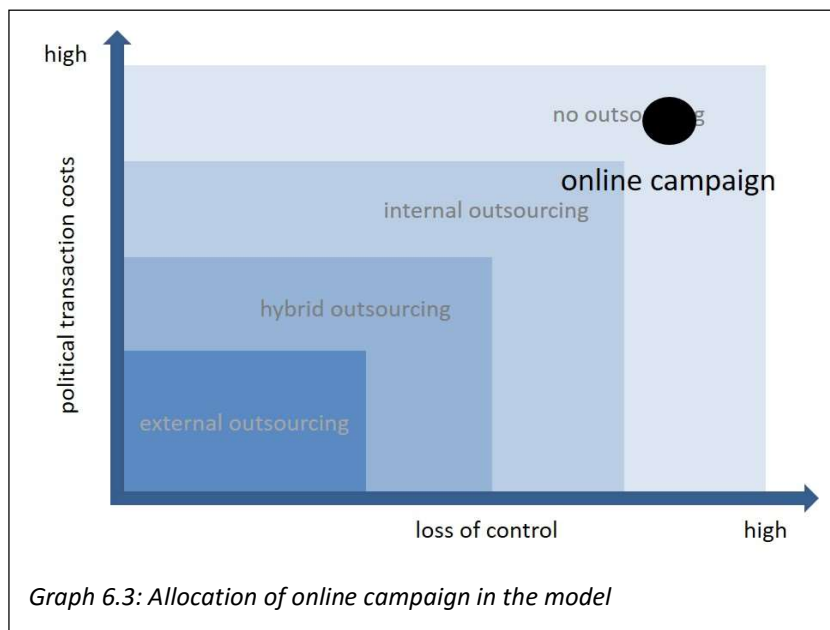 high
no outso g
online campaign
internal outsourcing
political transaction costs
hybrid outsourcing
external outsourcing
loss of control
high
Graph 6.3: Allocation of online campaign in the model